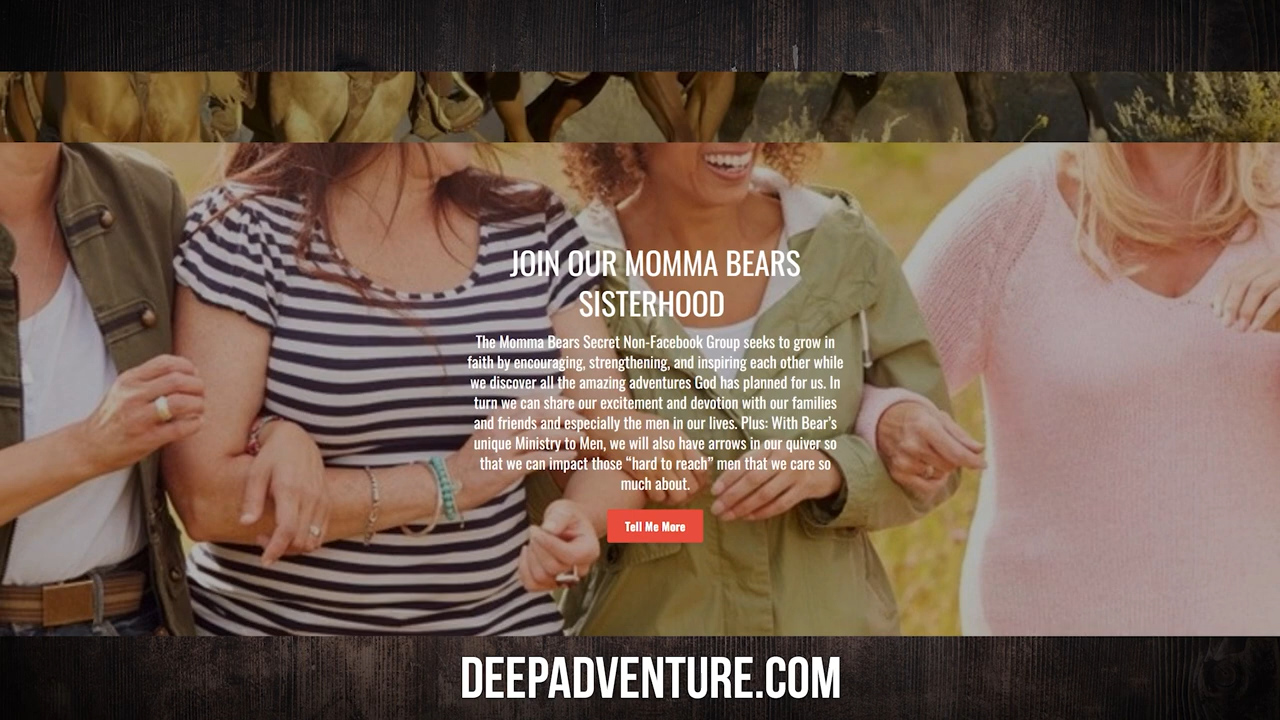 JOIN OUR MOMMA BEARS
SISTERHOOD
The Momma Bears Secret Non-Facebook Group seeks to grow in
faith by encouraging, strengthening, and inspiring each other while
we discover all the amazing adventures God has planned for us. In
turn we can share our excitement and devotion with our families
and friends and especially the men in our lives. Plus: With Bear’s
unique Ministry to Men, we will also have arrows in our quiver so
that we can impact those “hard to reach” men that we care so
much about.
Tell Me More
DEEPADVENTURE.COM